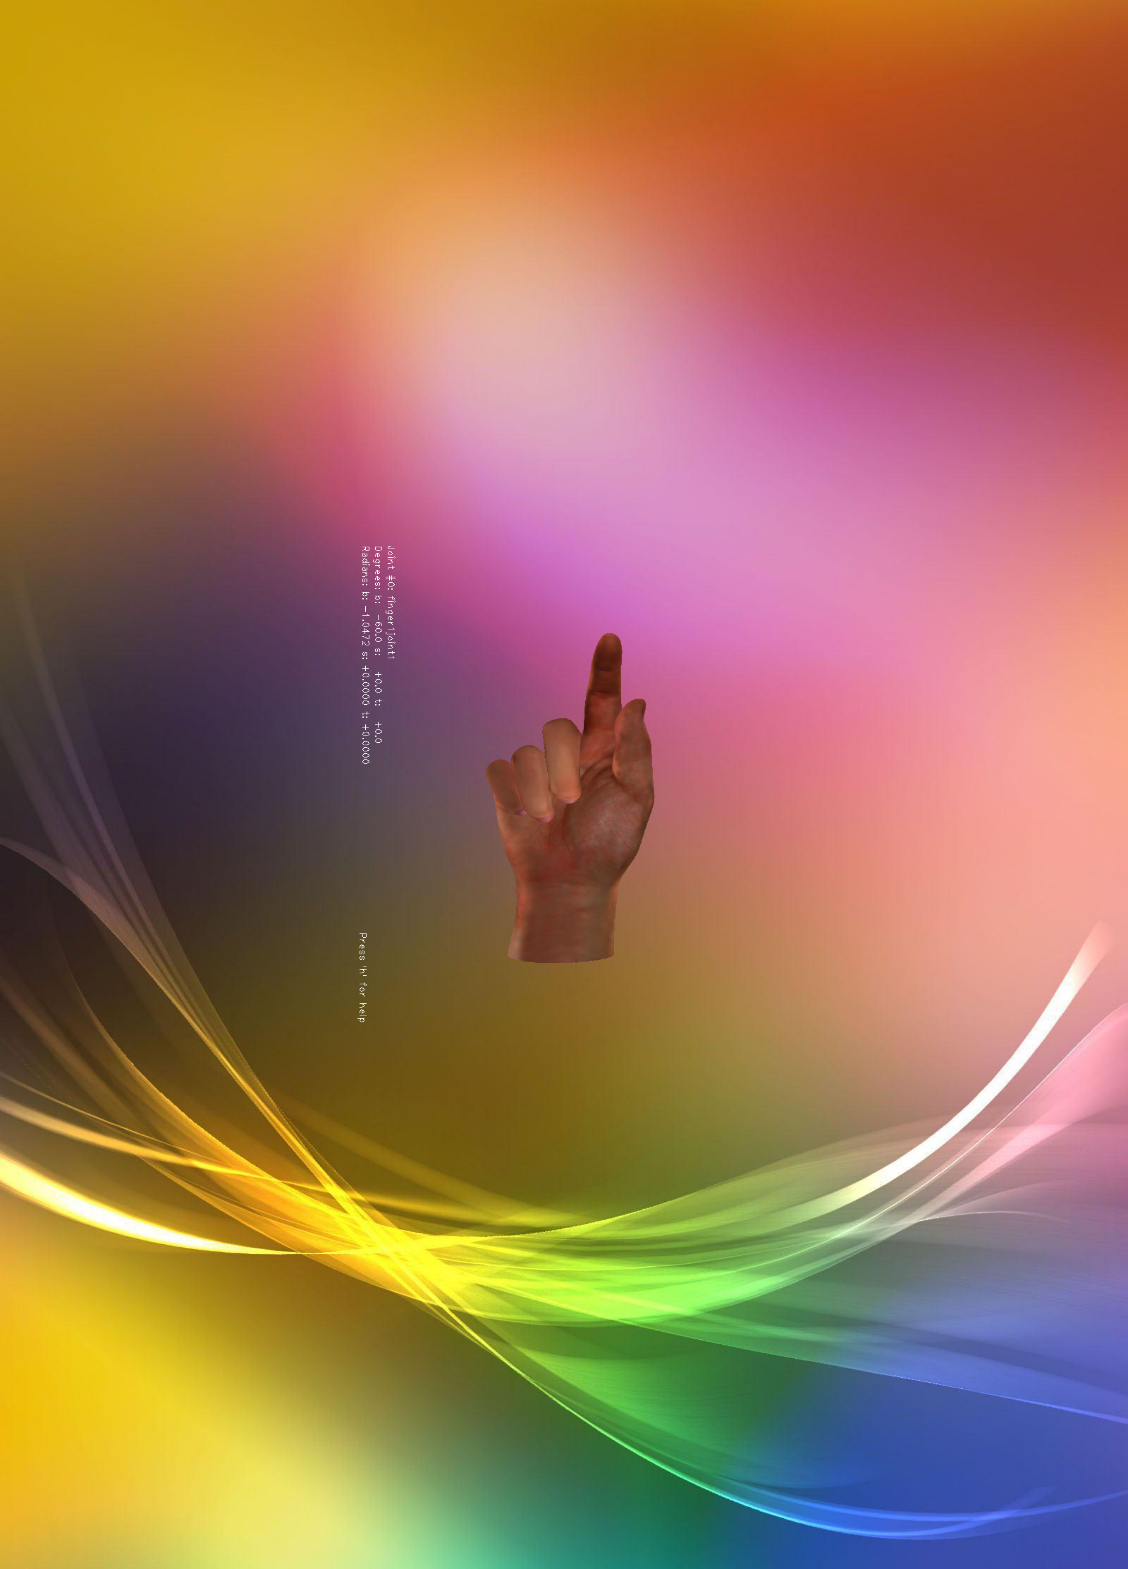 Joint #0: finger1joint1
Degrees: b: -60.0 s: +0.0 t: +0.0
Radians: b: -1.0472 s: +0.0000 t: +0.0000
Press 'h' for help